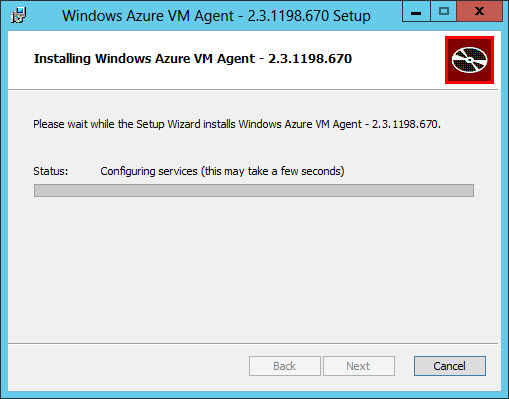 Windows Azure VM Agent - 2.3.1198.670 Setup
Installing Windows Azure VM Agent - 2.3.1198.670
Please wait while the Setup Wizard installs Windows Azure VM Agent - 2.3.1198.670.
Status: Configuring services (this may take a few seconds)
Back Next Cancel